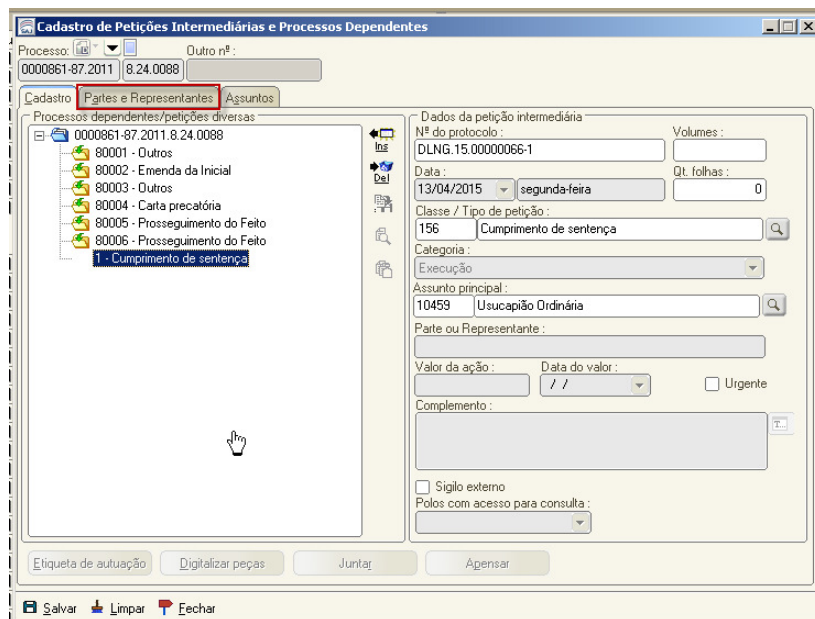 Cadastro de Petições Intermediárias e Processos Dependentes
Processo: Outro nº :
0000861-87.2011 8.24.0088
Cadastro Partes e Representantes Assuntos
Processos dependentes/petições diversas
0000861-87.2011.8.24.0088
80001 - Outros
80002 - Emenda da Inicial
80003 - Outros
80004 - Carta precatória
80005 - Prosseguimento do Feito
80006 - Prosseguimento do Feito
1 - Cumprimento de sentença
Ins
Del
Dados da petição intermediária
Nº do protocolo : Volumes :
DLNG.15.00000066-1
Data : Qt. folhas :
13/04/2015 segunda-feira 0
Classe / Tipo de petição :
156 Cumprimento de sentença
Categoria :
Execução
Assunto principal :
10459 Usucapião Ordinária
Parte ou Representante :
Valor da ação : Data do valor :
/ / Urgente
Complemento :
T...
Sigilo externo
Polos com acesso para consulta :
Etiqueta de autuação Digitalizar peças Juntar Apensar
Salvar Limpar Fechar